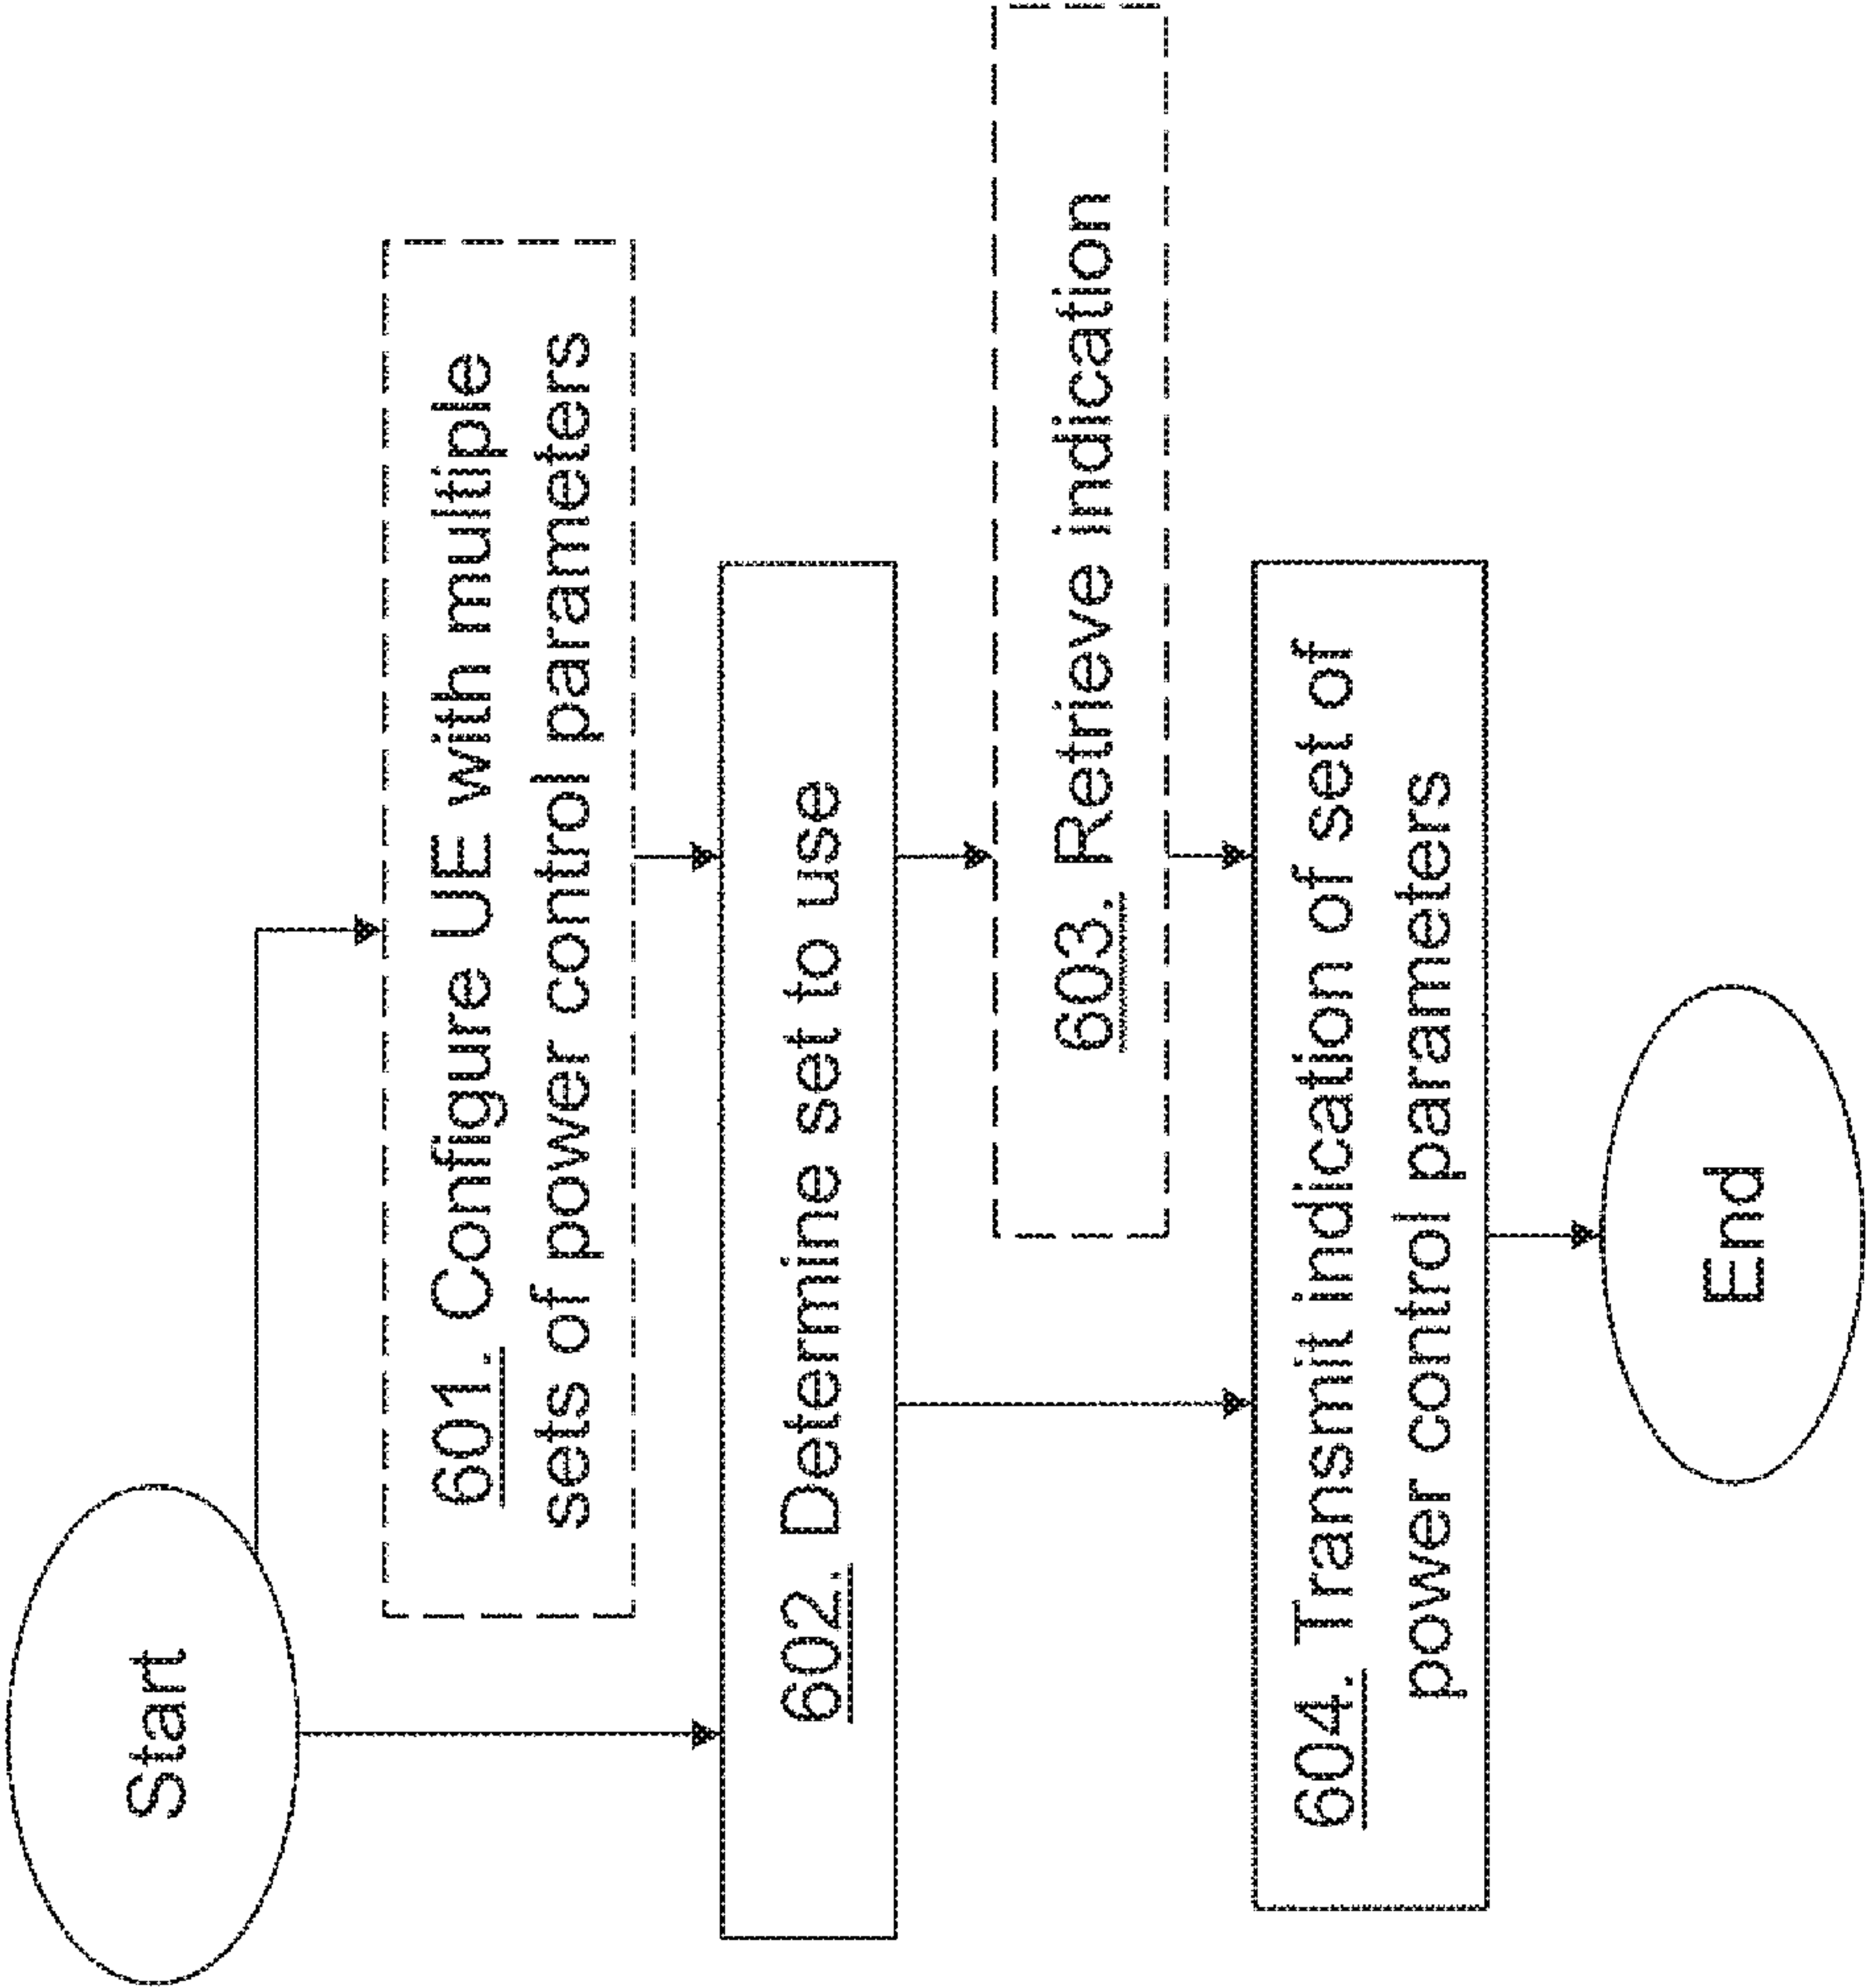 Start
601. Configure UE with multiple
sets of power control parameters
602. Determine set to use
603. Retrieve indication
604. Transmit indication of set of
power control parameters
End